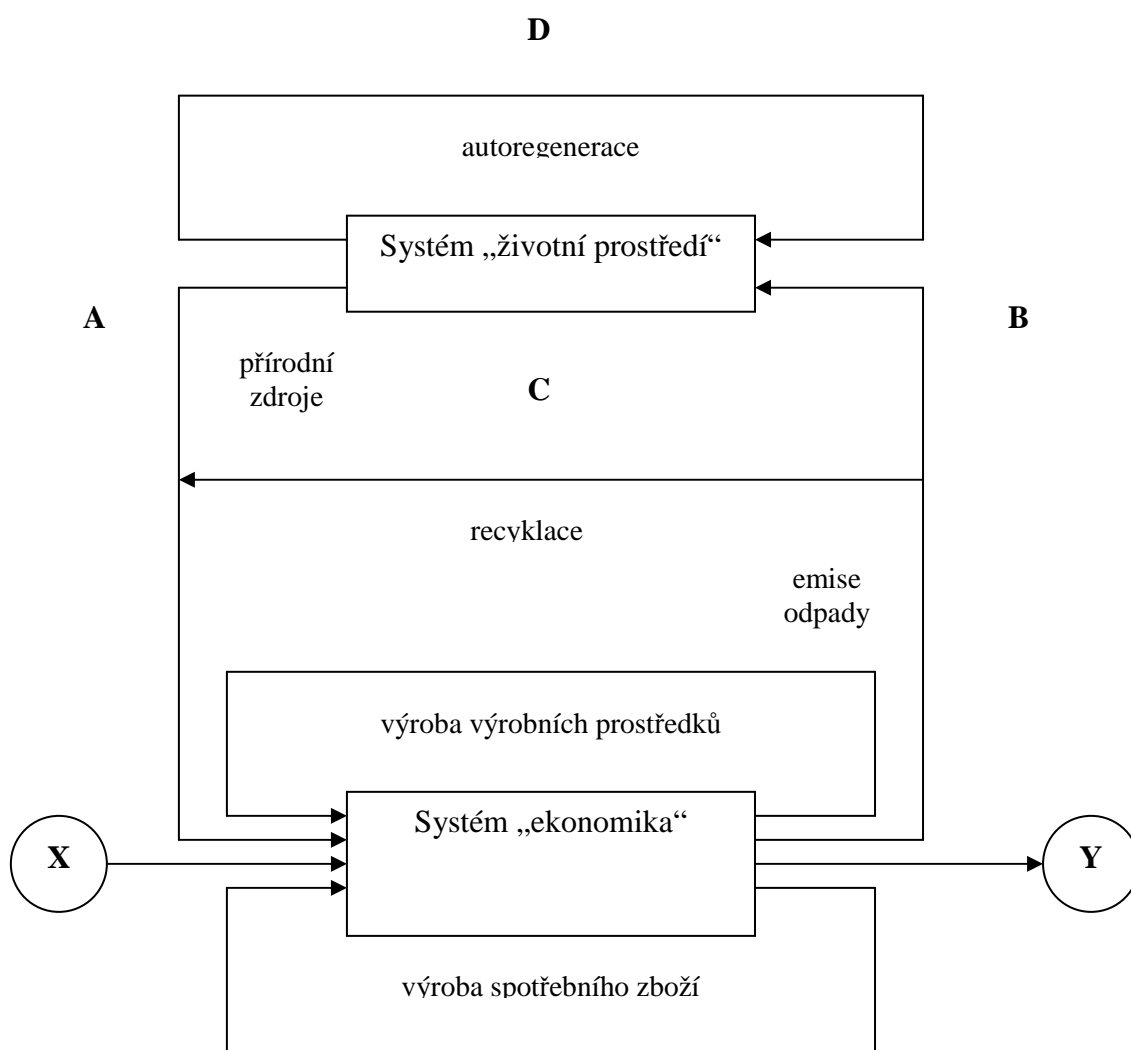 D
autoregenerace
Systém „životní prostředí“
A
B
přírodní
zdroje
C
recyklace
emise
odpady
výroba výrobních prostředků
Systém „ekonomika“
X
Y
výroba spotřebního zboží